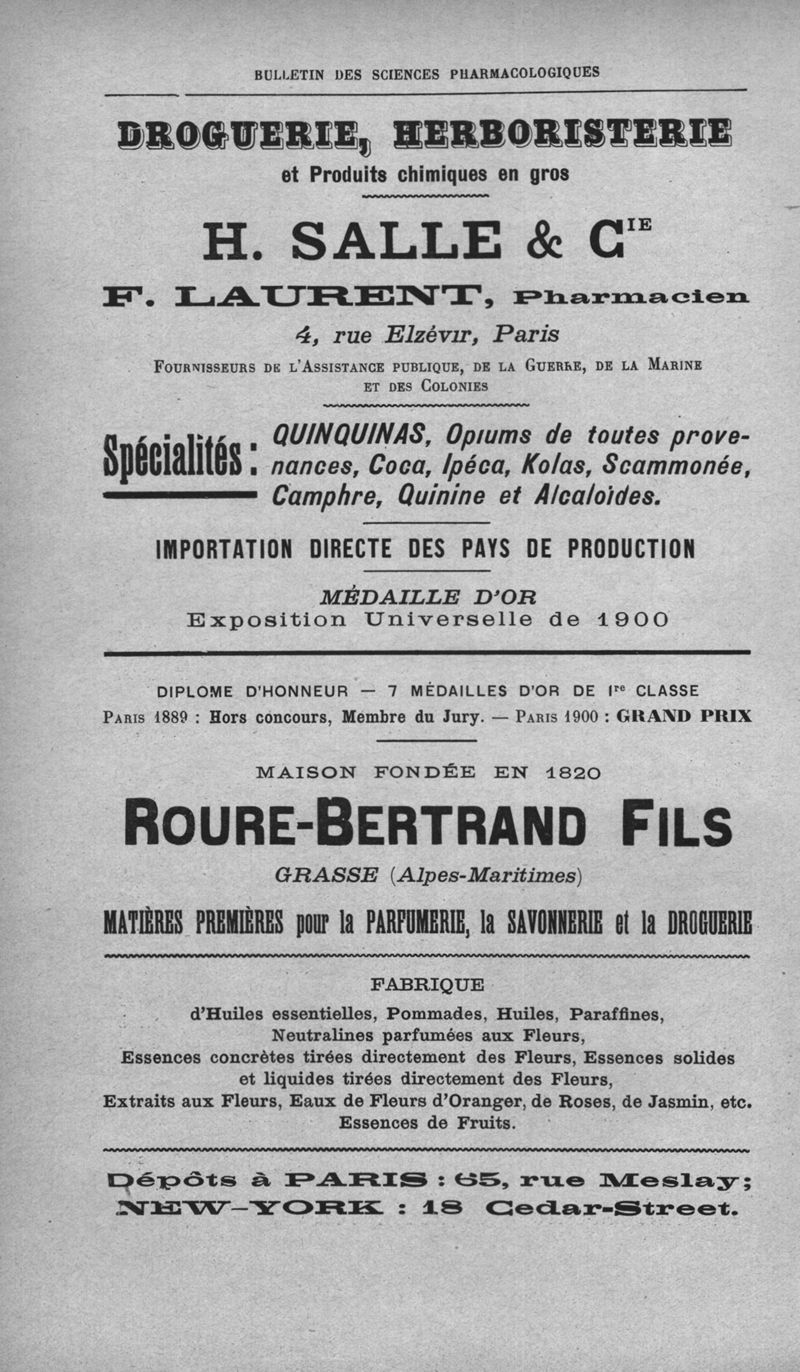 BULLETIN DES SCIENCES PHARMACOLOGIQUES
DROGUERIE, HERBORISTERIE
et Produits chimiques en gros
H. SALLE & CIE
F. LAURENT, Pharmacien
4, rue Elzévir, Paris
FOURNISSEURS DE L'ASSISTANCE PUBLIQUE, DE LA GUERRE, DE LA MARINE
ET DES COLONIES
Spécialités : QUINQUINAS, Opiums de toutes prove-
nances, Coca, Ipéca, Kolas, Scammonée,
Camphre, Quinine et Alcaloïdes.
IMPORTATION DIRECTE DES PAYS DE PRODUCTION
MÉDAILLE D'OR
Exposition Universelle de 1900
DIPLOME D'HONNEUR — 7 MÉDAILLES D'OR DE Ire CLASSE
PARIS 1889 : Hors concours, Membre du Jury. — PARIS 1900 : GRAND PRIX
MAISON FONDÉE EN 1820
ROURE-BERTRAND FILS
GRASSE (Alpes-Maritimes)
MATIÈRES PREMIÈRES pour la PARFUMERIE, la SAVONNERIE et la DROGUERIE
FABRIQUE
d'Huiles essentielles, Pommades, Huiles, Paraffines,
Neutralines parfumées aux Fleurs,
Essences concrètes tirées directement des Fleurs, Essences solides
et liquides tirées directement des Fleurs,
Extraits aux Fleurs, Eaux de Fleurs d'Oranger, de Roses, de Jasmin, etc.
Essences de Fruits.
Dépôts à PARIS : 65, rue Meslay;
NEW-YORK : 18 Cedar-Street.